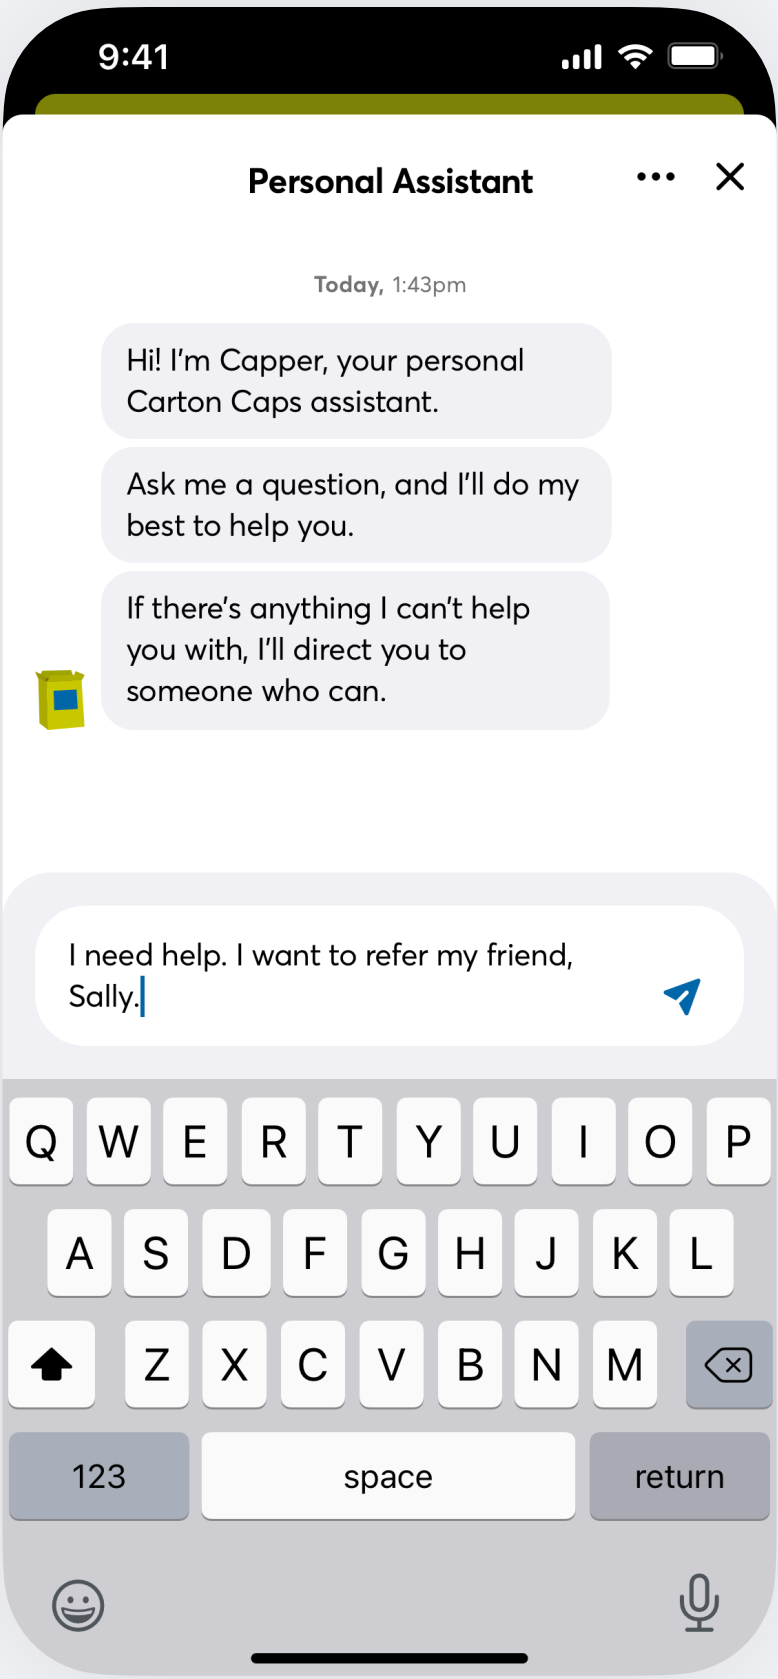 9:41
Personal Assistant
Today, 1:43pm
Hi! I'm Capper, your personal
Carton Caps assistant.
Ask me a question, and I'll do my
best to help you.
If there's anything I can't help
you with, I'll direct you to
someone who can.
I need help. I want to refer my friend,
Sally.
Q W E R T Y U I O P
A S D F G H J K L
Z X C V B N M
123 space return